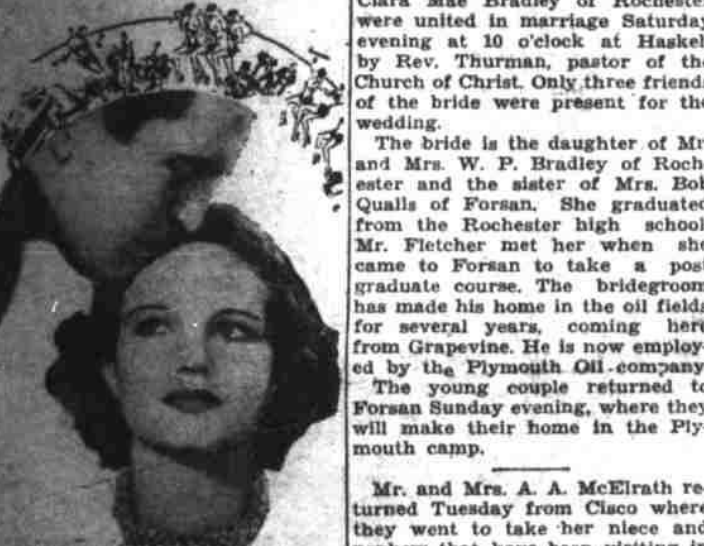 Clara Mae Bradley of Rochester
were united in marriage Saturday
evening at 10 o'clock at Haskel
by Rev. Thurman, pastor of the
Church of Christ. Only three friend
of the bride were present for the
wedding.
The bride is the daughter of Mr
and Mrs. W. P. Bradley of Roch-
ester and the sister of Mrs. Bob
Qualls of Forsan. She graduated
from the Rochester high school
Mr. Fletcher met her when she
came to Forsan to take a post
graduate course. The bridegroom
has made his home in the oil fields
for several years, coming here
from Grapevine. He is now employ-
ed by the Plymouth Oil company
The young couple returned to
Forsan Sunday evening, where they
will make their home in the Ply-
mouth camp.
Mr. and Mrs. A. A. McElrath re-
turned Tuesday from Cisco where
they went to take her niece and